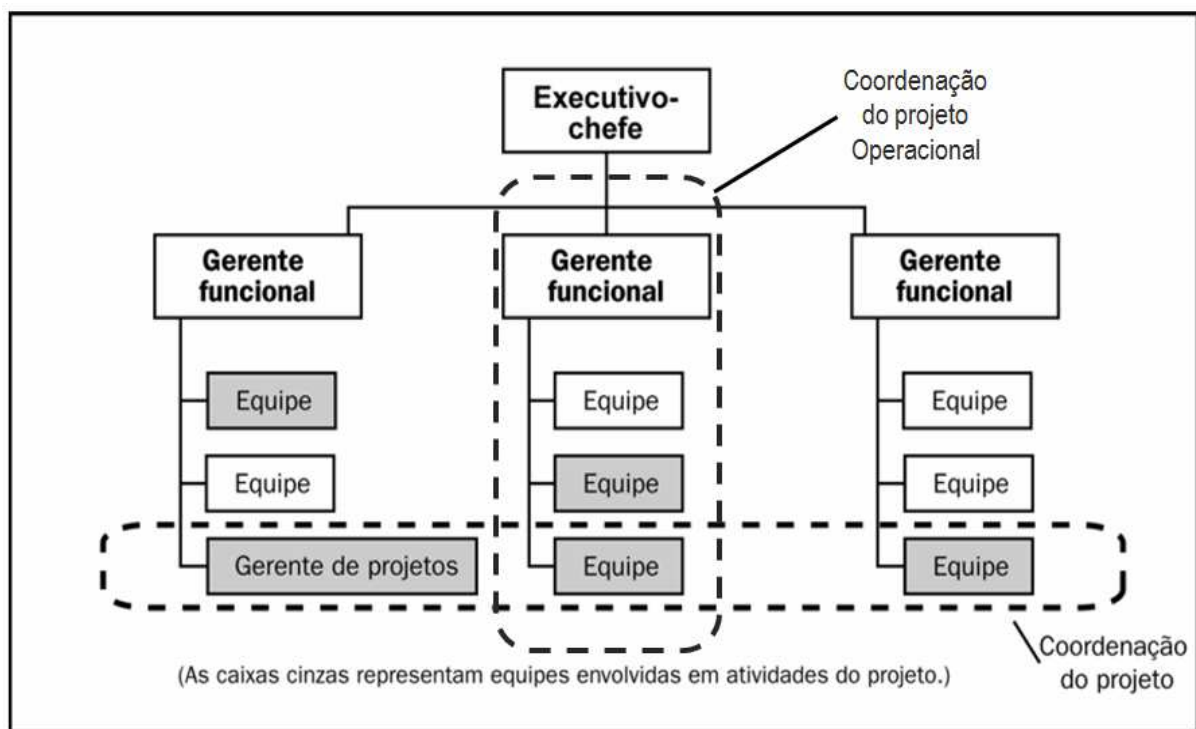 Executivo-
chefe
Coordenação
do projeto
Operacional
Gerente
funcional
Gerente
funcional
Gerente
funcional
Equipe
Equipe
Equipe
Equipe
Equipe
Equipe
Gerente de projetos
Equipe
Equipe
(As caixas cinzas representam equipes envolvidas em atividades do projeto.)
Coordenação
do projeto